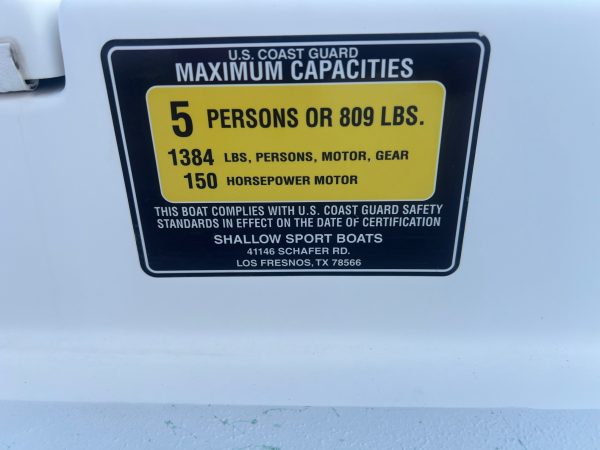 U.S. COAST GUARD
MAXIMUM CAPACITIES
5 PERSONS OR 809 LBS.
1384 LBS, PERSONS, MOTOR, GEAR
150 HORSEPOWER MOTOR
THIS BOAT COMPLIES WITH U.S. COAST GUARD SAFETY
STANDARDS IN EFFECT ON THE DATE OF CERTIFICATION
SHALLOW SPORT BOATS
41146 SCHAFER RD.
LOS FRESNOS, TX 78566